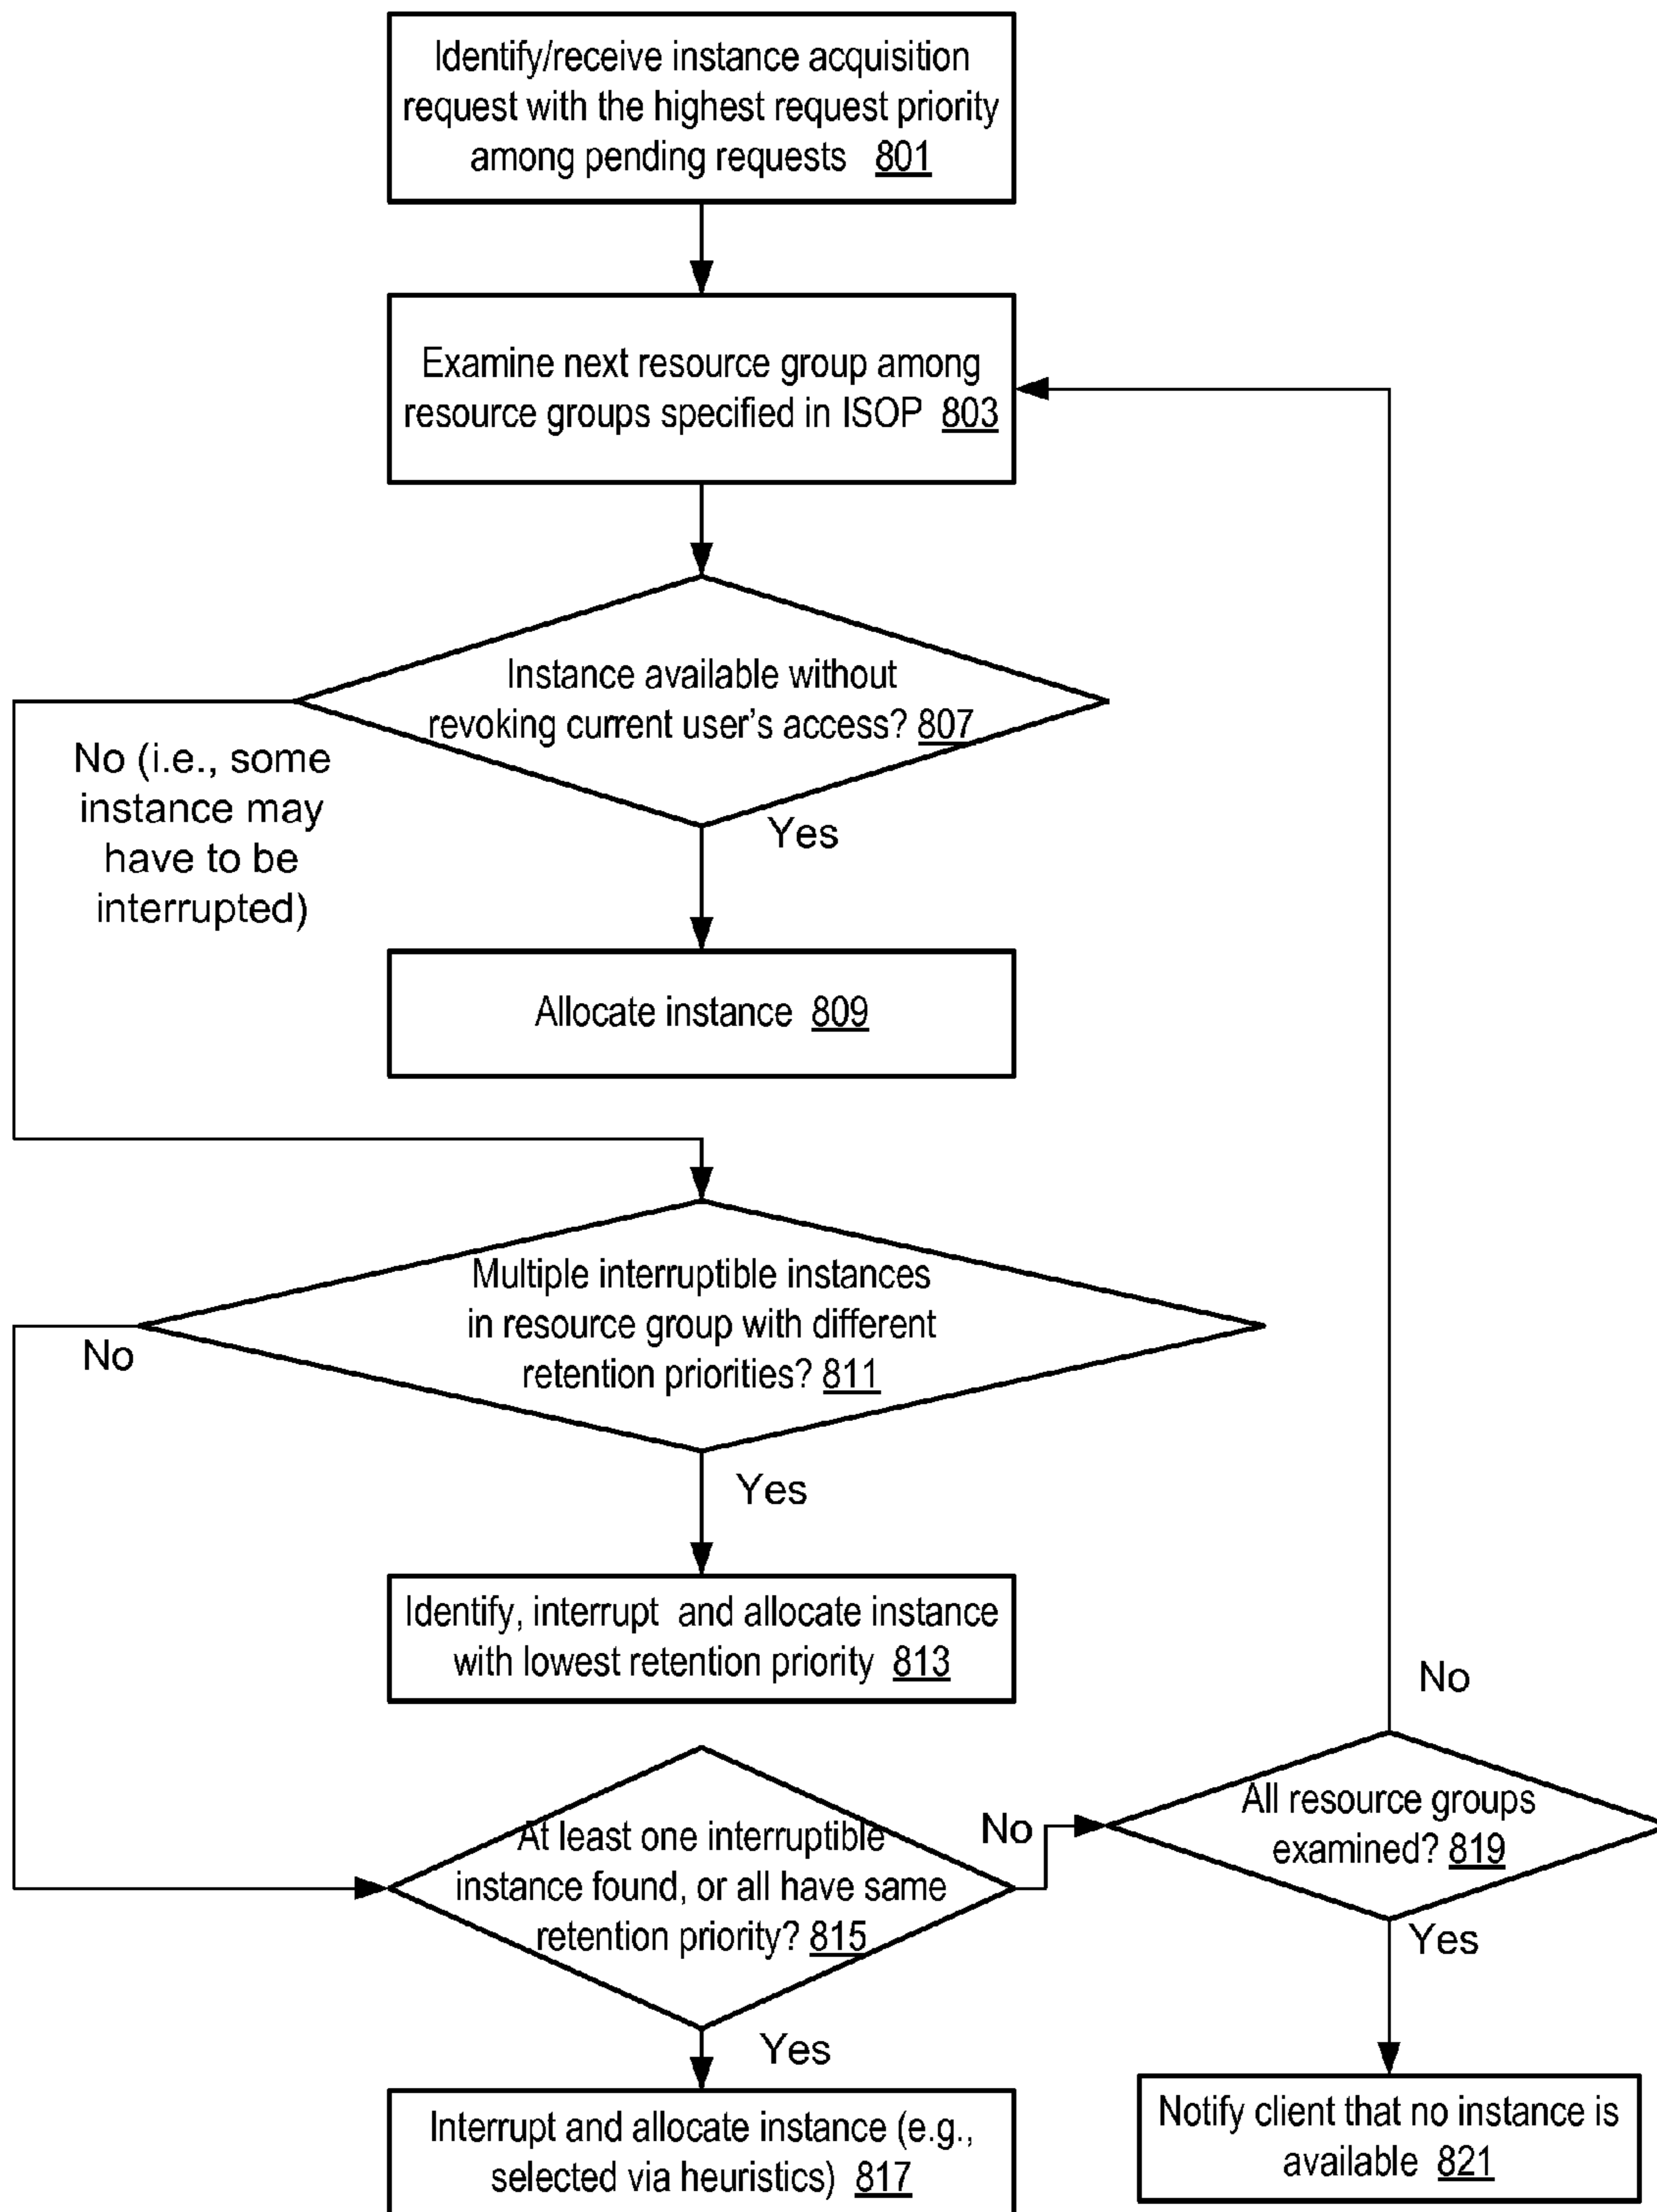 Identify/receive instance acquisition
request with the highest request priority
among pending requests 801
Examine next resource group among
resource groups specified in ISOP 803
Instance available without
revoking current user's access? 807
No (i.e., some
instance may
have to be
interrupted)
Yes
Allocate instance 809
Multiple interruptible instances
in resource group with different
retention priorities? 811
No
Yes
Identify, interrupt and allocate instance
with lowest retention priority 813
No
At least one interruptible
instance found, or all have same
retention priority? 815
No
All resource groups
examined? 819
Yes
Yes
Interrupt and allocate instance (e.g.,
selected via heuristics) 817
Notify client that no instance is
available 821